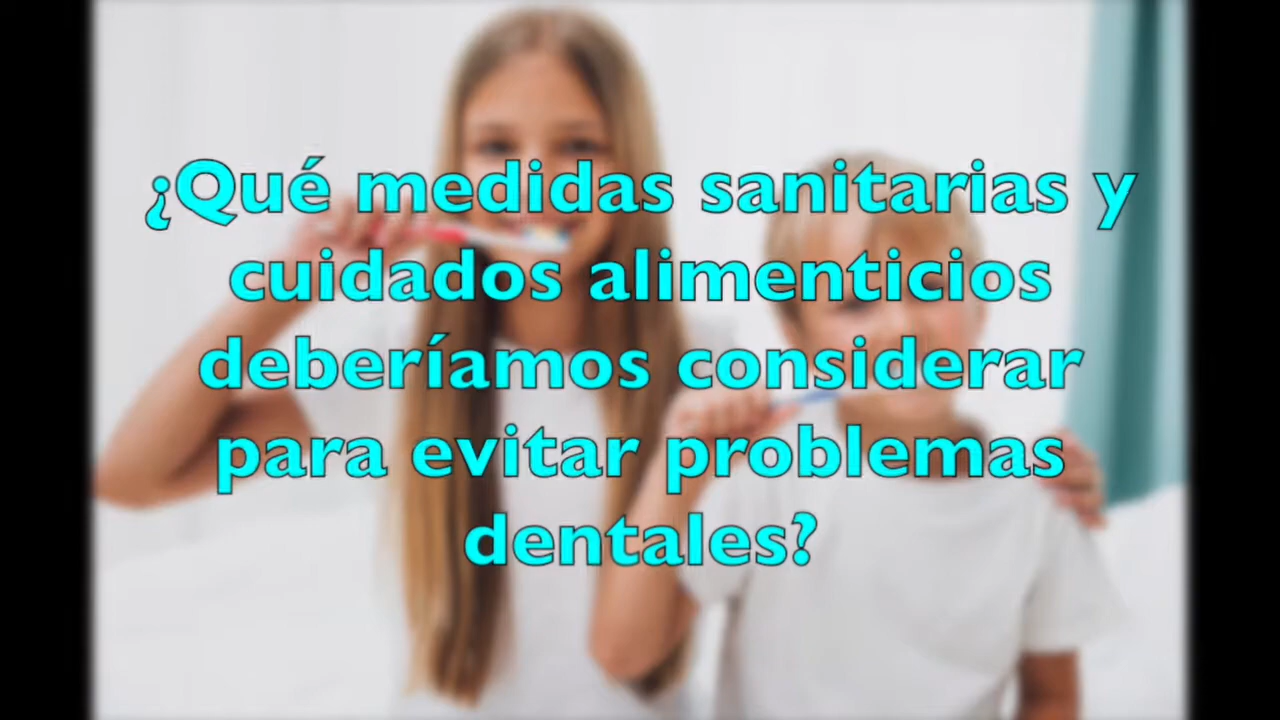 ¿Qué medidas sanitarias y
cuidados alimenticios
deberíamos considerar
para evitar problemas
dentales?